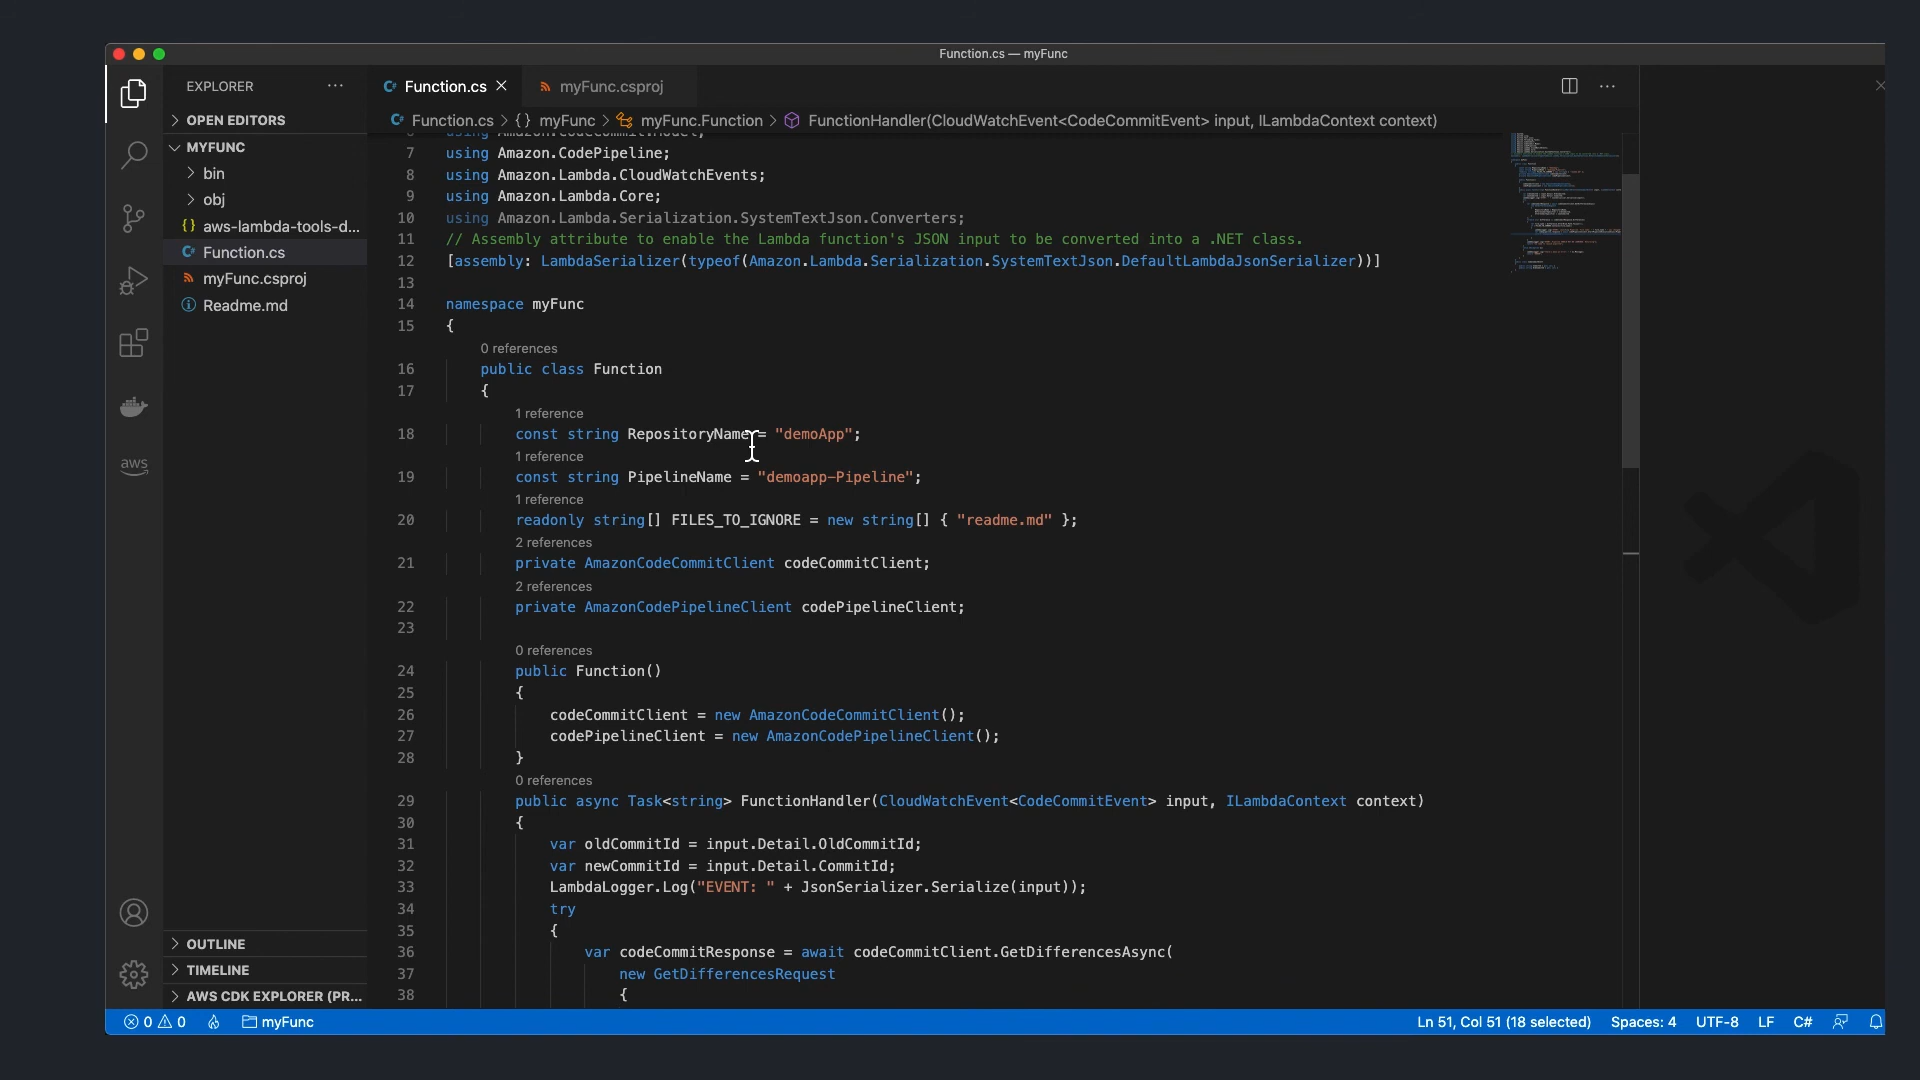 Function.cs — myFunc
EXPLORER
Function.cs
myFunc.csproj
OPEN EDITORS
Function.cs > {} myFunc > myFunc.Function > FunctionHandler(CloudWatchEvent<CodeCommitEvent> input, ILambdaContext context)
MYFUNC
bin
obj
{} aws-lambda-tools-d...
Function.cs
myFunc.csproj
Readme.md
aws
OUTLINE
TIMELINE
AWS CDK EXPLORER (PR...
6 using Amazon.CodeCommit.Model;
7 using Amazon.CodePipeline;
8 using Amazon.Lambda.CloudWatchEvents;
9 using Amazon.Lambda.Core;
10 using Amazon.Lambda.Serialization.SystemTextJson.Converters;
11 // Assembly attribute to enable the Lambda function's JSON input to be converted into a .NET class.
12 [assembly: LambdaSerializer(typeof(Amazon.Lambda.Serialization.SystemTextJson.DefaultLambdaJsonSerializer))]
13
14 namespace myFunc
15 {
0 references
16 public class Function
17 {
1 reference
18 const string RepositoryName = "demoApp";
1 reference
19 const string PipelineName = "demoapp-Pipeline";
1 reference
20 readonly string[] FILES_TO_IGNORE = new string[] { "readme.md" };
2 references
21 private AmazonCodeCommitClient codeCommitClient;
2 references
22 private AmazonCodePipelineClient codePipelineClient;
23
0 references
24 public Function()
25 {
26 codeCommitClient = new AmazonCodeCommitClient();
27 codePipelineClient = new AmazonCodePipelineClient();
28 }
0 references
29 public async Task<string> FunctionHandler(CloudWatchEvent<CodeCommitEvent> input, ILambdaContext context)
30 {
31 var oldCommitId = input.Detail.OldCommitId;
32 var newCommitId = input.Detail.CommitId;
33 LambdaLogger.Log("EVENT: " + JsonSerializer.Serialize(input));
34 try
35 {
36 var codeCommitResponse = await codeCommitClient.GetDifferencesAsync(
37 new GetDifferencesRequest
38 {
0 0 myFunc
Ln 51, Col 51 (18 selected) Spaces: 4 UTF-8 LF C#